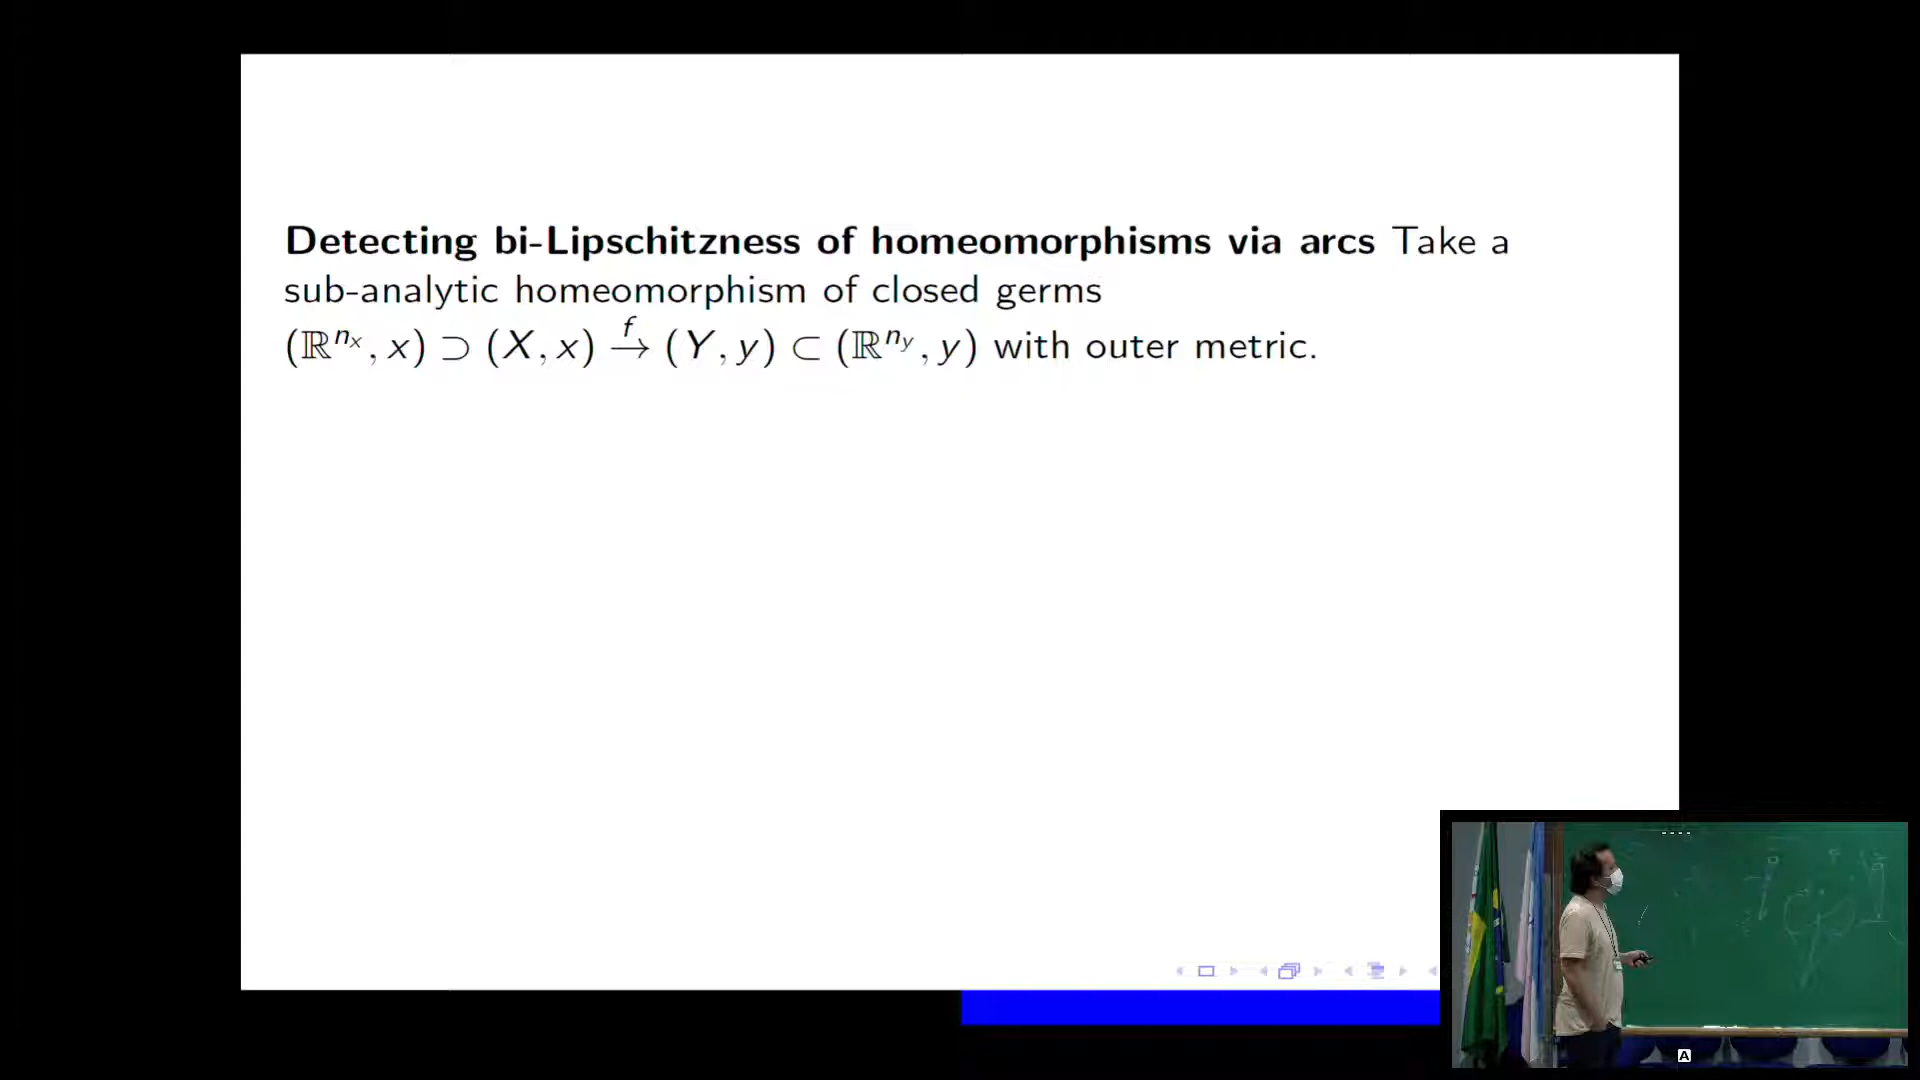 Detecting bi-Lipschitzness of homeomorphisms via arcs Take a
sub-analytic homeomorphism of closed germs
(ℝ^{n_x}, x) ⊃ (X, x) \xrightarrow{f} (Y, y) ⊂ (ℝ^{n_y}, y) with outer metric.
A